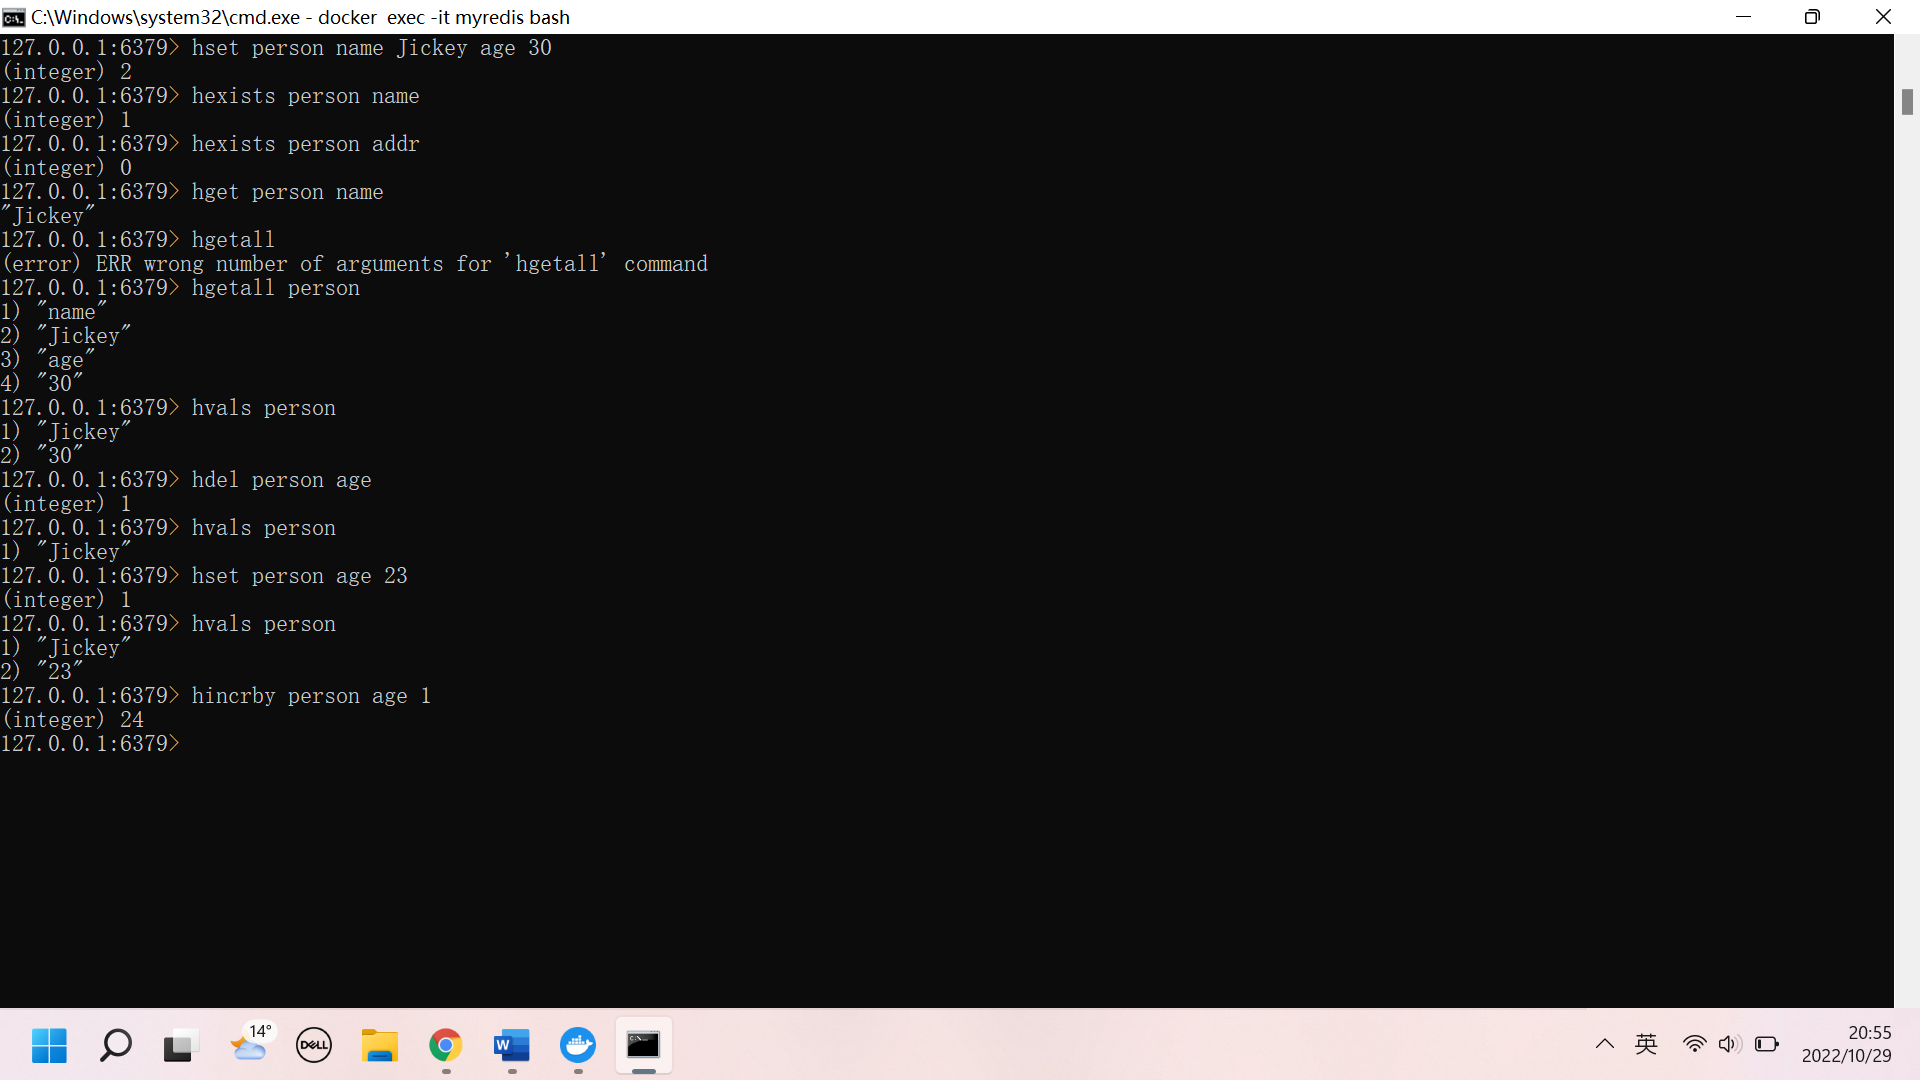 C:\Windows\system32\cmd.exe - docker  exec -it myredis bash
127.0.0.1:6379> hset person name Jickey age 30
(integer) 2
127.0.0.1:6379> hexists person name
(integer) 1
127.0.0.1:6379> hexists person addr
(integer) 0
127.0.0.1:6379> hget person name
"Jickey"
127.0.0.1:6379> hgetall
(error) ERR wrong number of arguments for 'hgetall' command
127.0.0.1:6379> hgetall person
1) "name"
2) "Jickey"
3) "age"
4) "30"
127.0.0.1:6379> hvals person
1) "Jickey"
2) "30"
127.0.0.1:6379> hdel person age
(integer) 1
127.0.0.1:6379> hvals person
1) "Jickey"
127.0.0.1:6379> hset person age 23
(integer) 1
127.0.0.1:6379> hvals person
1) "Jickey"
2) "23"
127.0.0.1:6379> hincrby person age 1
(integer) 24
127.0.0.1:6379>
14°
DELL
W
英
20:55
2022/10/29